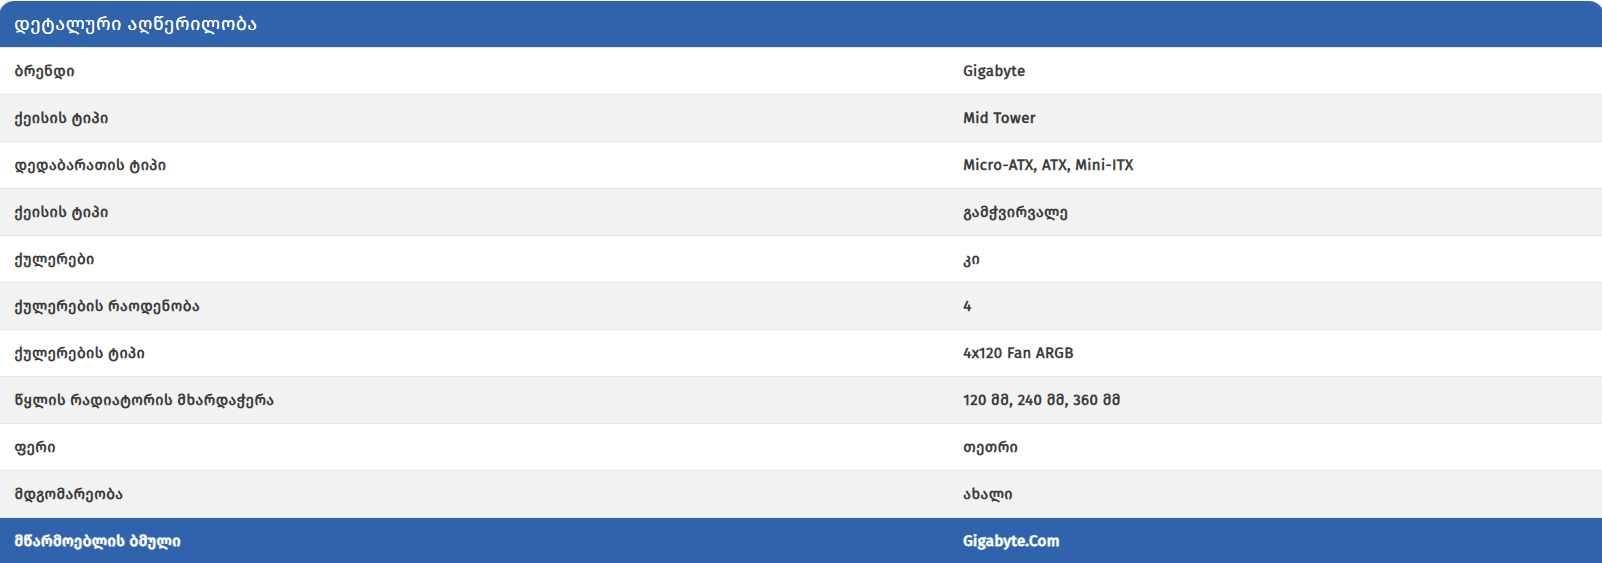 დეტალური აღწერილობა
ბრენდი Gigabyte
ქეისის ტიპი Mid Tower
დედაბარათის ტიპი Micro-ATX, ATX, Mini-ITX
ქეისის ტიპი გამჭვირვალე
ქულერები კი
ქულერების რაოდენობა 4
ქულერების ტიპი 4x120 Fan ARGB
წყლის რადიატორის მხარდაჭერა 120 მმ, 240 მმ, 360 მმ
ფერი თეთრი
მდგომარეობა ახალი
მწარმოებლის ბმული Gigabyte.Com